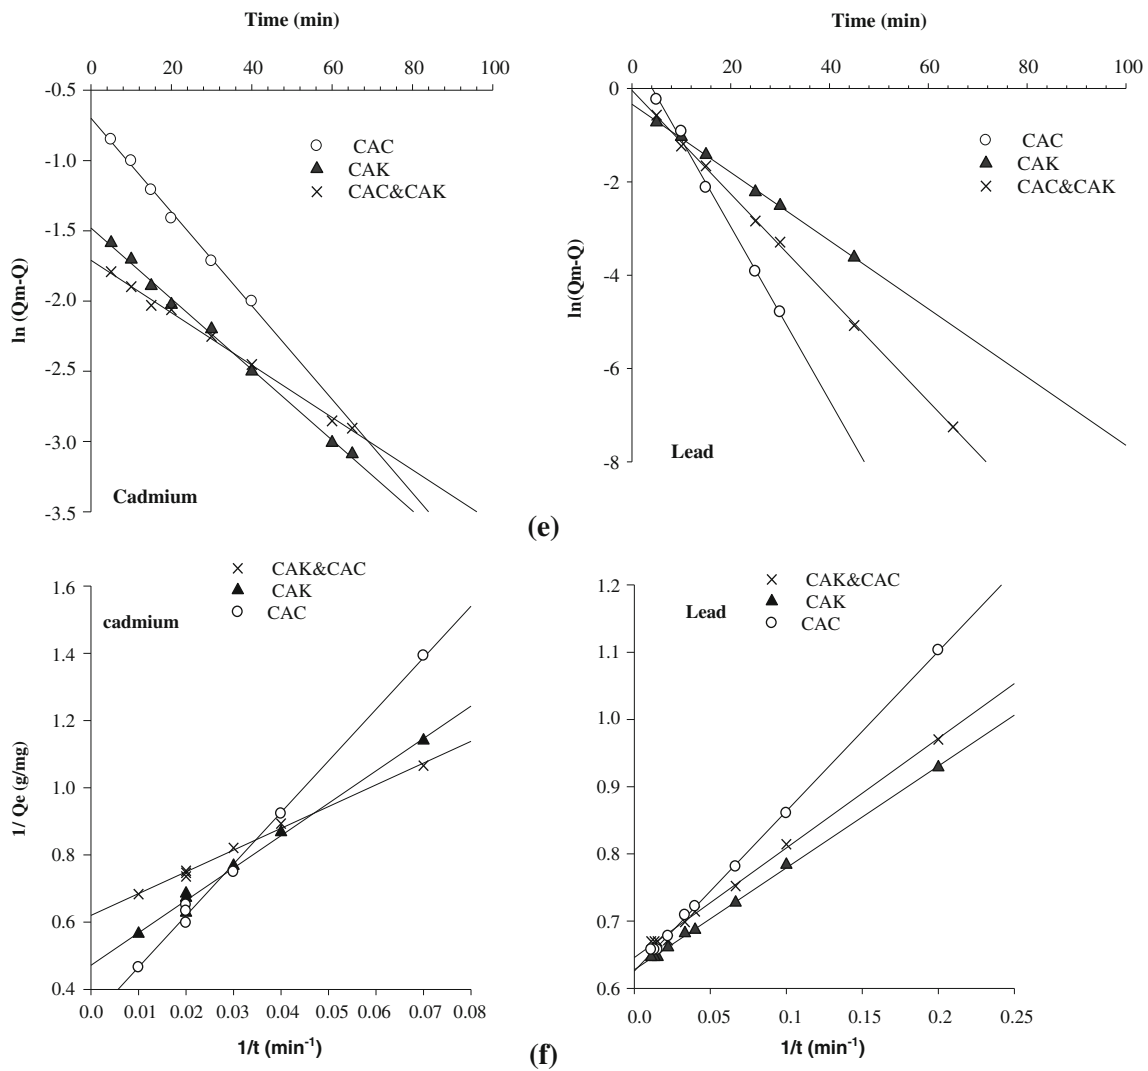 Time (min)
0 20 40 60 80 100
-0.5
-1.0
-1.5
-2.0
-2.5
-3.0
-3.5
ln (Qm-Q)
CAC
CAK
CAC&CAK
Cadmium
Time (min)
0 20 40 60 80 100
0
-2
-4
-6
-8
ln(Qm-Q)
CAC
CAK
CAC&CAK
Lead
(e)
CAK&CAC
CAK
CAC
cadmium
1.6
1.4
1.2
1.0
0.8
0.6
0.4
1/ Qe (g/mg)
0.0 0.01 0.02 0.03 0.04 0.05 0.06 0.07 0.08
1/t (min-1)
CAK&CAC
CAK
CAC
Lead
1.2
1.1
1.0
0.9
0.8
0.7
0.6
0.0 0.05 0.1 0.15 0.2 0.25
1/t (min-1)
(f)